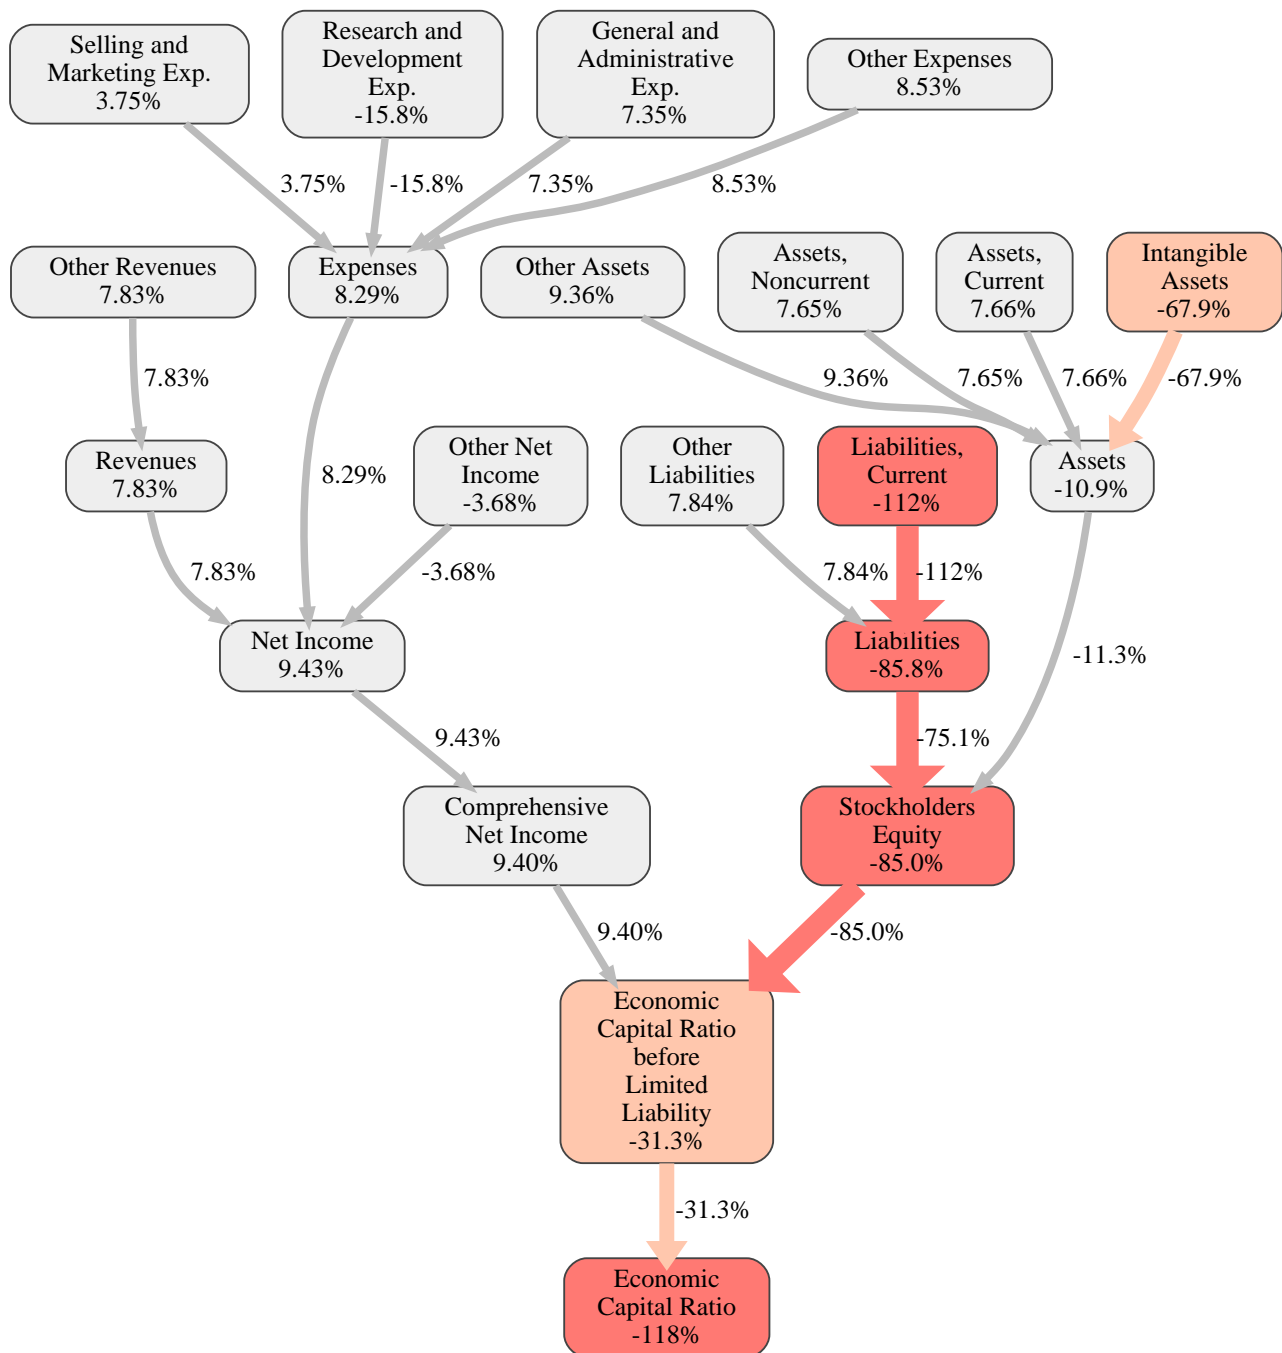 Selling and
Marketing Exp.
3.75%
Research and
Development
Exp.
-15.8%
General and
Administrative
Exp.
7.35%
Other Expenses
8.53%
3.75%
-15.8%
7.35%
8.53%
Other Revenues
7.83%
Expenses
8.29%
Other Assets
9.36%
Assets,
Noncurrent
7.65%
Assets,
Current
7.66%
Intangible
Assets
-67.9%
7.83%
9.36%
7.65%
7.66%
-67.9%
Revenues
7.83%
8.29%
Other Net
Income
-3.68%
Other
Liabilities
7.84%
Liabilities,
Current
-112%
Assets
-10.9%
7.83%
-3.68%
7.84%
-112%
Net Income
9.43%
Liabilities
-85.8%
-11.3%
9.43%
-75.1%
Comprehensive
Net Income
9.40%
Stockholders
Equity
-85.0%
9.40%
-85.0%
Economic
Capital Ratio
before
Limited
Liability
-31.3%
-31.3%
Economic
Capital Ratio
-118%